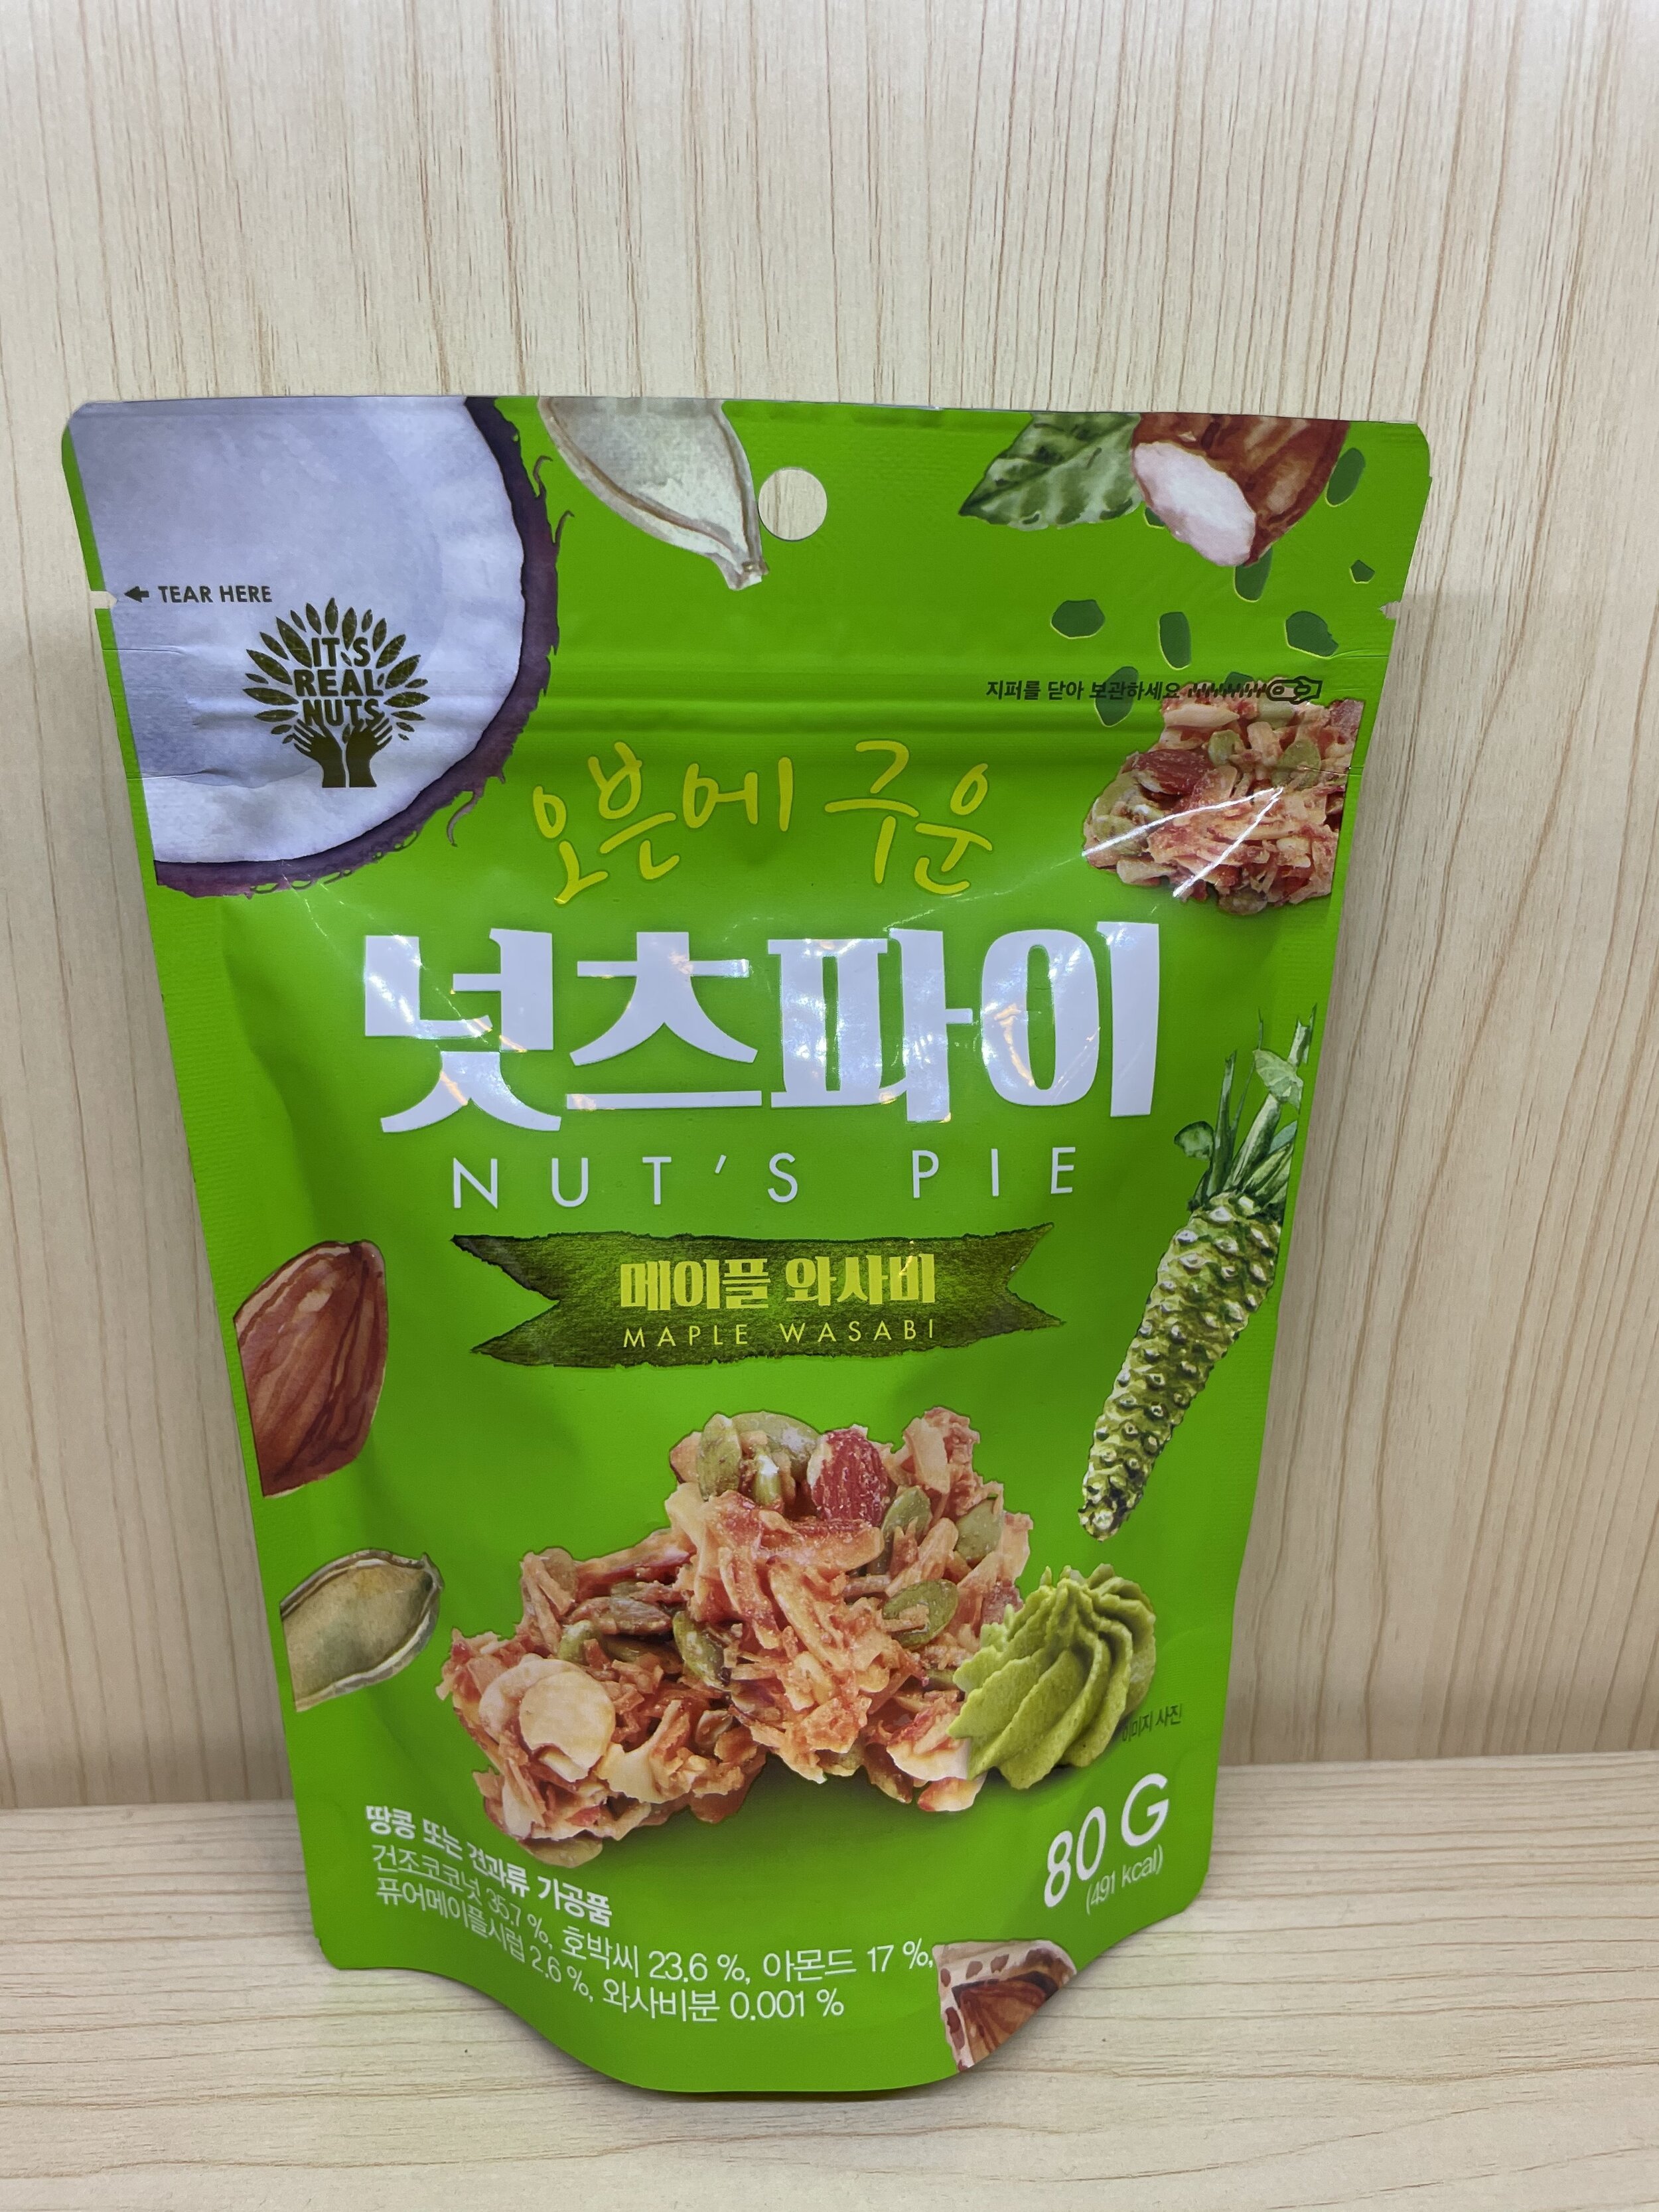 TEAR HERE
IT'S
REAL
NUTS
지퍼를 닫아 보관하세요
오븐에 구운
넛츠파이
NUT'S PIE
메이플 와사비
MAPLE WASABI
이미지 사진
80 G
(491 kcal)
땅콩 또는 견과류 가공품
건조코코넛 35.7 %, 호박씨 23.6 %, 아몬드 17 %,
퓨어메이플시럽 2.6 %, 와사비분 0.001 %